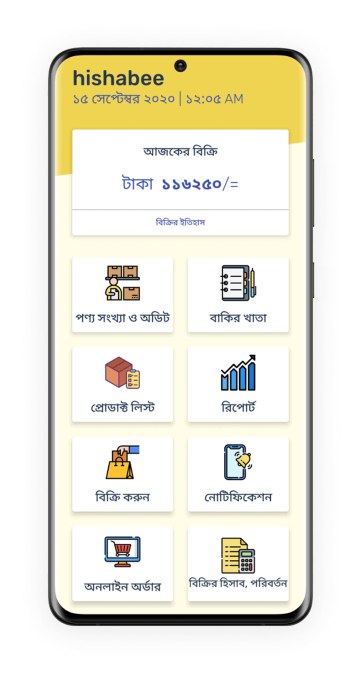 hishabee
১৫ সেপ্টেম্বর ২০২০ | ১২:০৫ AM
আজকের বিক্রি
টাকা ১১৬২৫০/=
বিক্রির ইতিহাস
পণ্য সংখ্যা ও অডিট
বাকির খাতা
প্রোডাক্ট লিস্ট
রিপোর্ট
বিক্রি করুন
নোটিফিকেশন
অনলাইন অর্ডার
বিক্রির হিসাব, পরিবর্তন